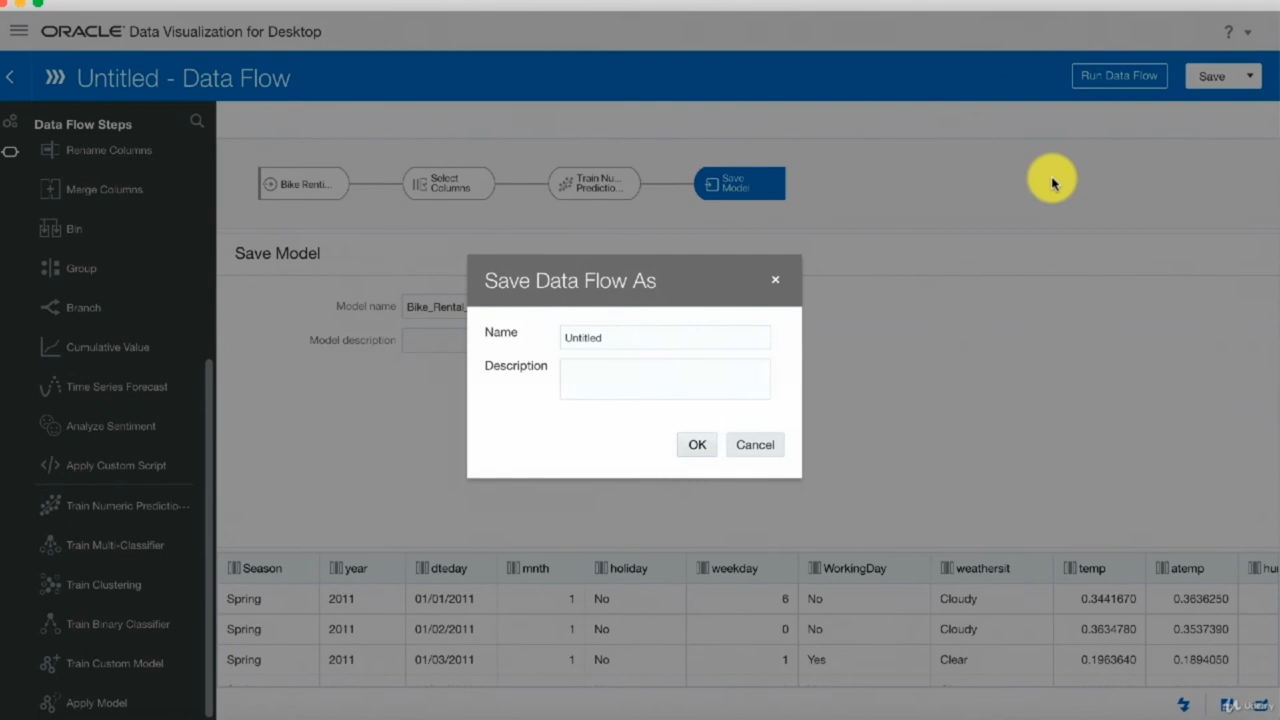 ORACLE Data Visualization for Desktop
?
Untitled - Data Flow
Run Data Flow
Save
Data Flow Steps
Rename Columns
Merge Columns
Bin
Group
Branch
Cumulative Value
Time Series Forecast
Analyze Sentiment
Apply Custom Script
Train Numeric Predictio...
Train Multi-Classifier
Train Clustering
Train Binary Classifier
Train Custom Model
Apply Model
Bike Renti...
Select
Columns
Train Nu...
Predictio...
Save
Model
Save Model
Model name Bike_Rental_
Model description
Save Data Flow As
Name Untitled
Description
OK Cancel
Season year dteday mnth holiday weekday WorkingDay weathersit temp atemp hu
Spring 2011 01/01/2011 1 No 6 No Cloudy 0.3441670 0.3636250
Spring 2011 01/02/2011 1 No 0 No Cloudy 0.3634780 0.3537390
Spring 2011 01/03/2011 1 No 1 Yes Clear 0.1963640 0.1894050
Udemy